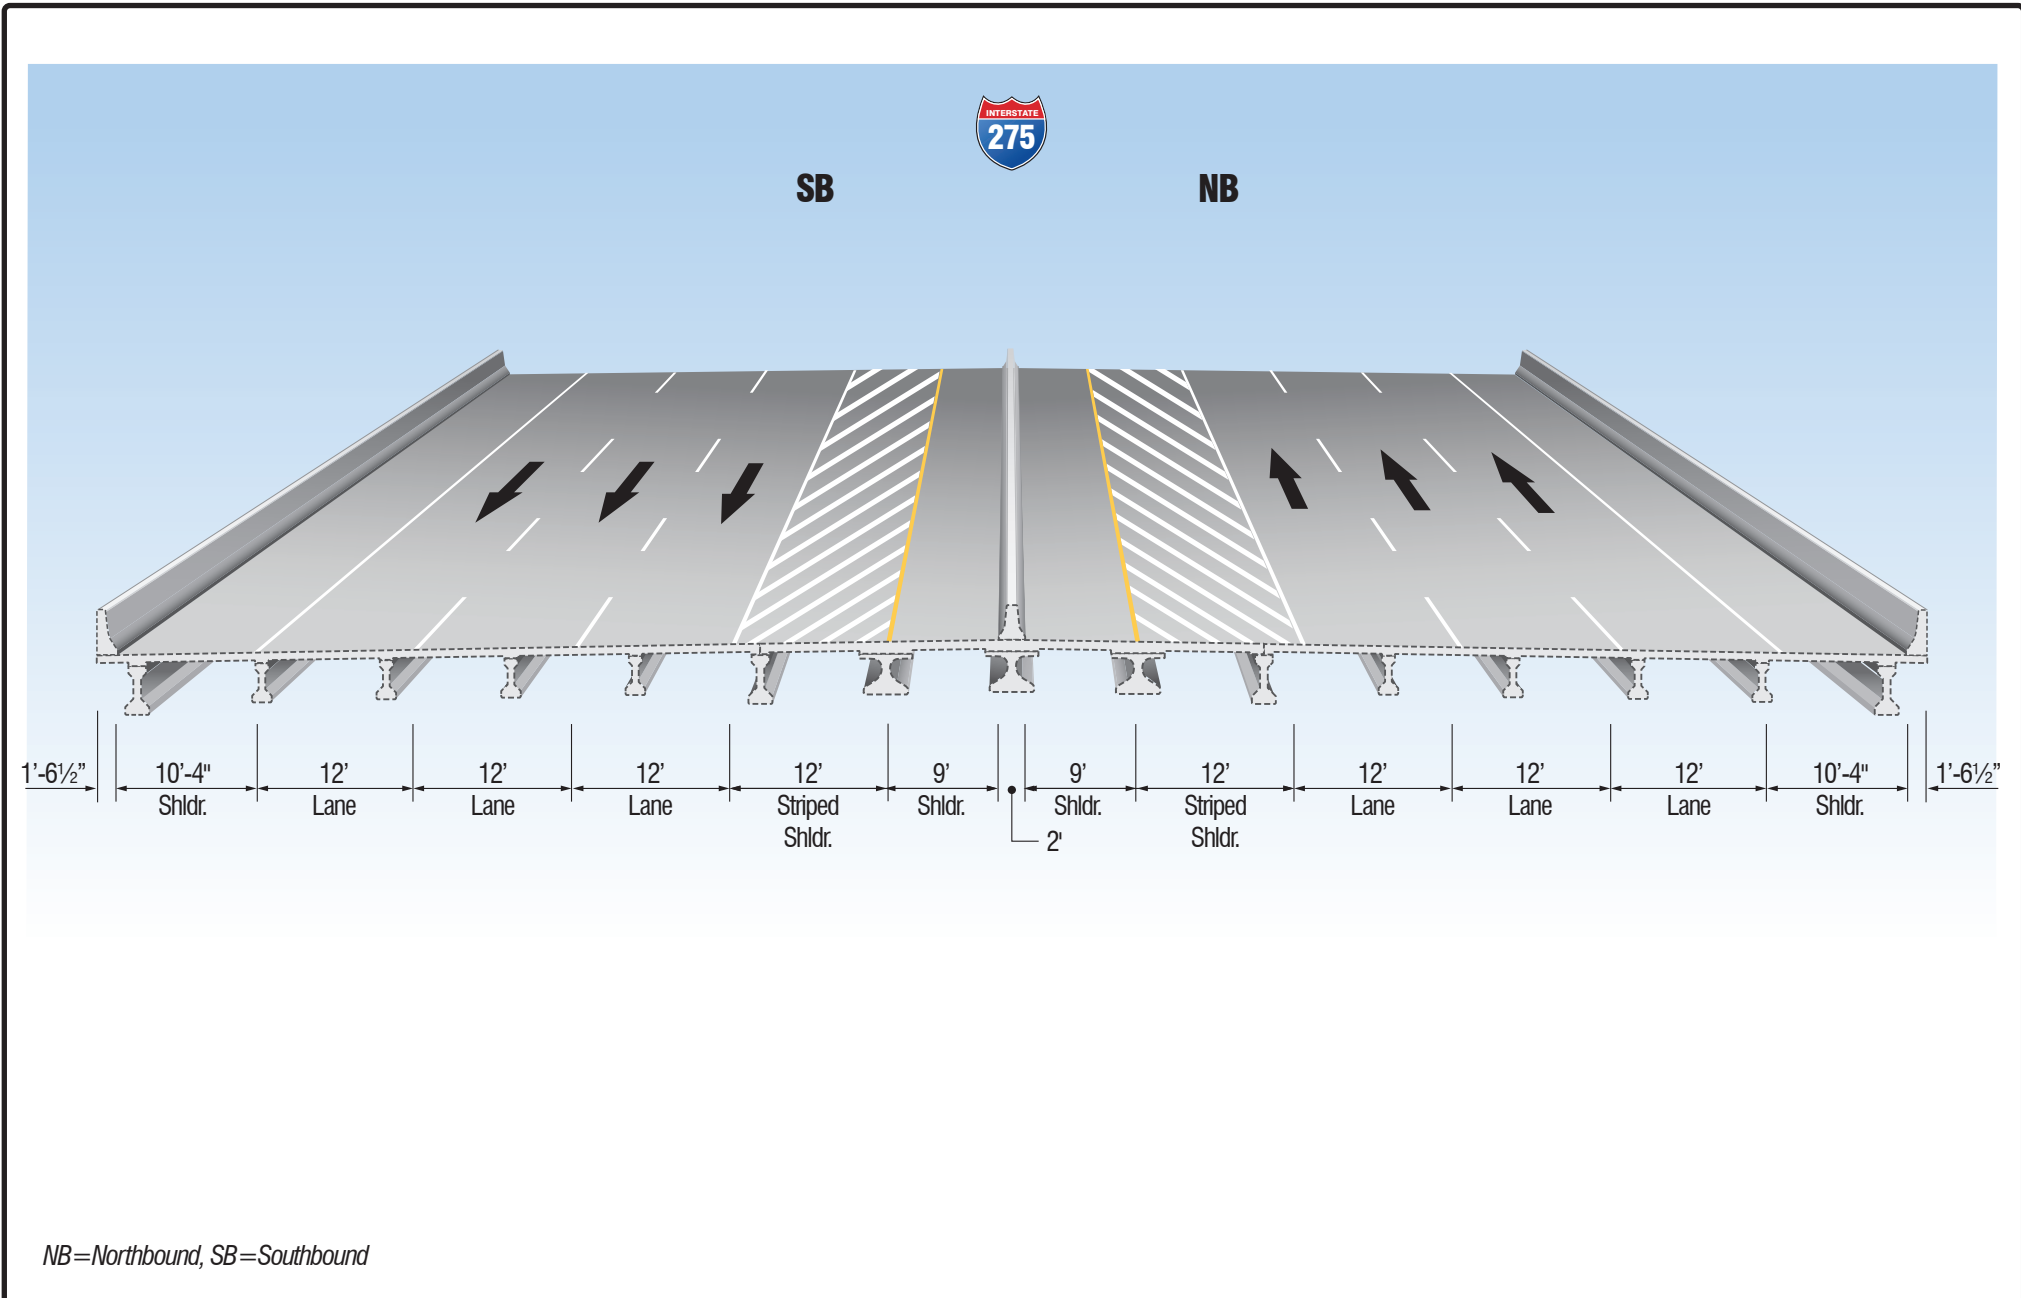 INTERSTATE
275
SB NB
1’-6½” 10’-4" 12’ 12’ 12’ 12’ 9’ 9’ 12’ 12’ 12’ 12’ 10’-4" 1’-6½”
Shldr. Lane Lane Lane Striped Shldr. Shldr. Striped Lane Lane Lane Shldr.
Shldr. 2' Shldr.
NB=Northbound, SB=Southbound